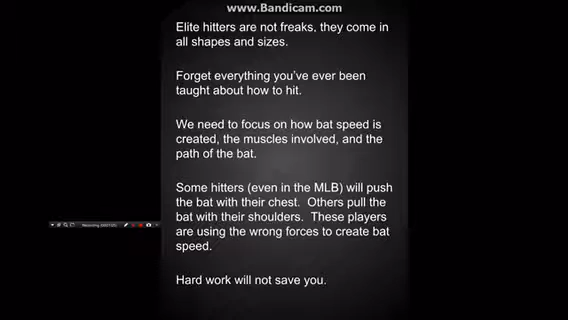 www.Bandicam.com
Elite hitters are not freaks, they come in
all shapes and sizes.
Forget everything you've ever been
taught about how to hit.
We need to focus on how bat speed is
created, the muscles involved, and the
path of the bat.
Some hitters (even in the MLB) will push
the bat with their chest.  Others pull the
bat with their shoulders.  These players
are using the wrong forces to create bat
speed.
Hard work will not save you.